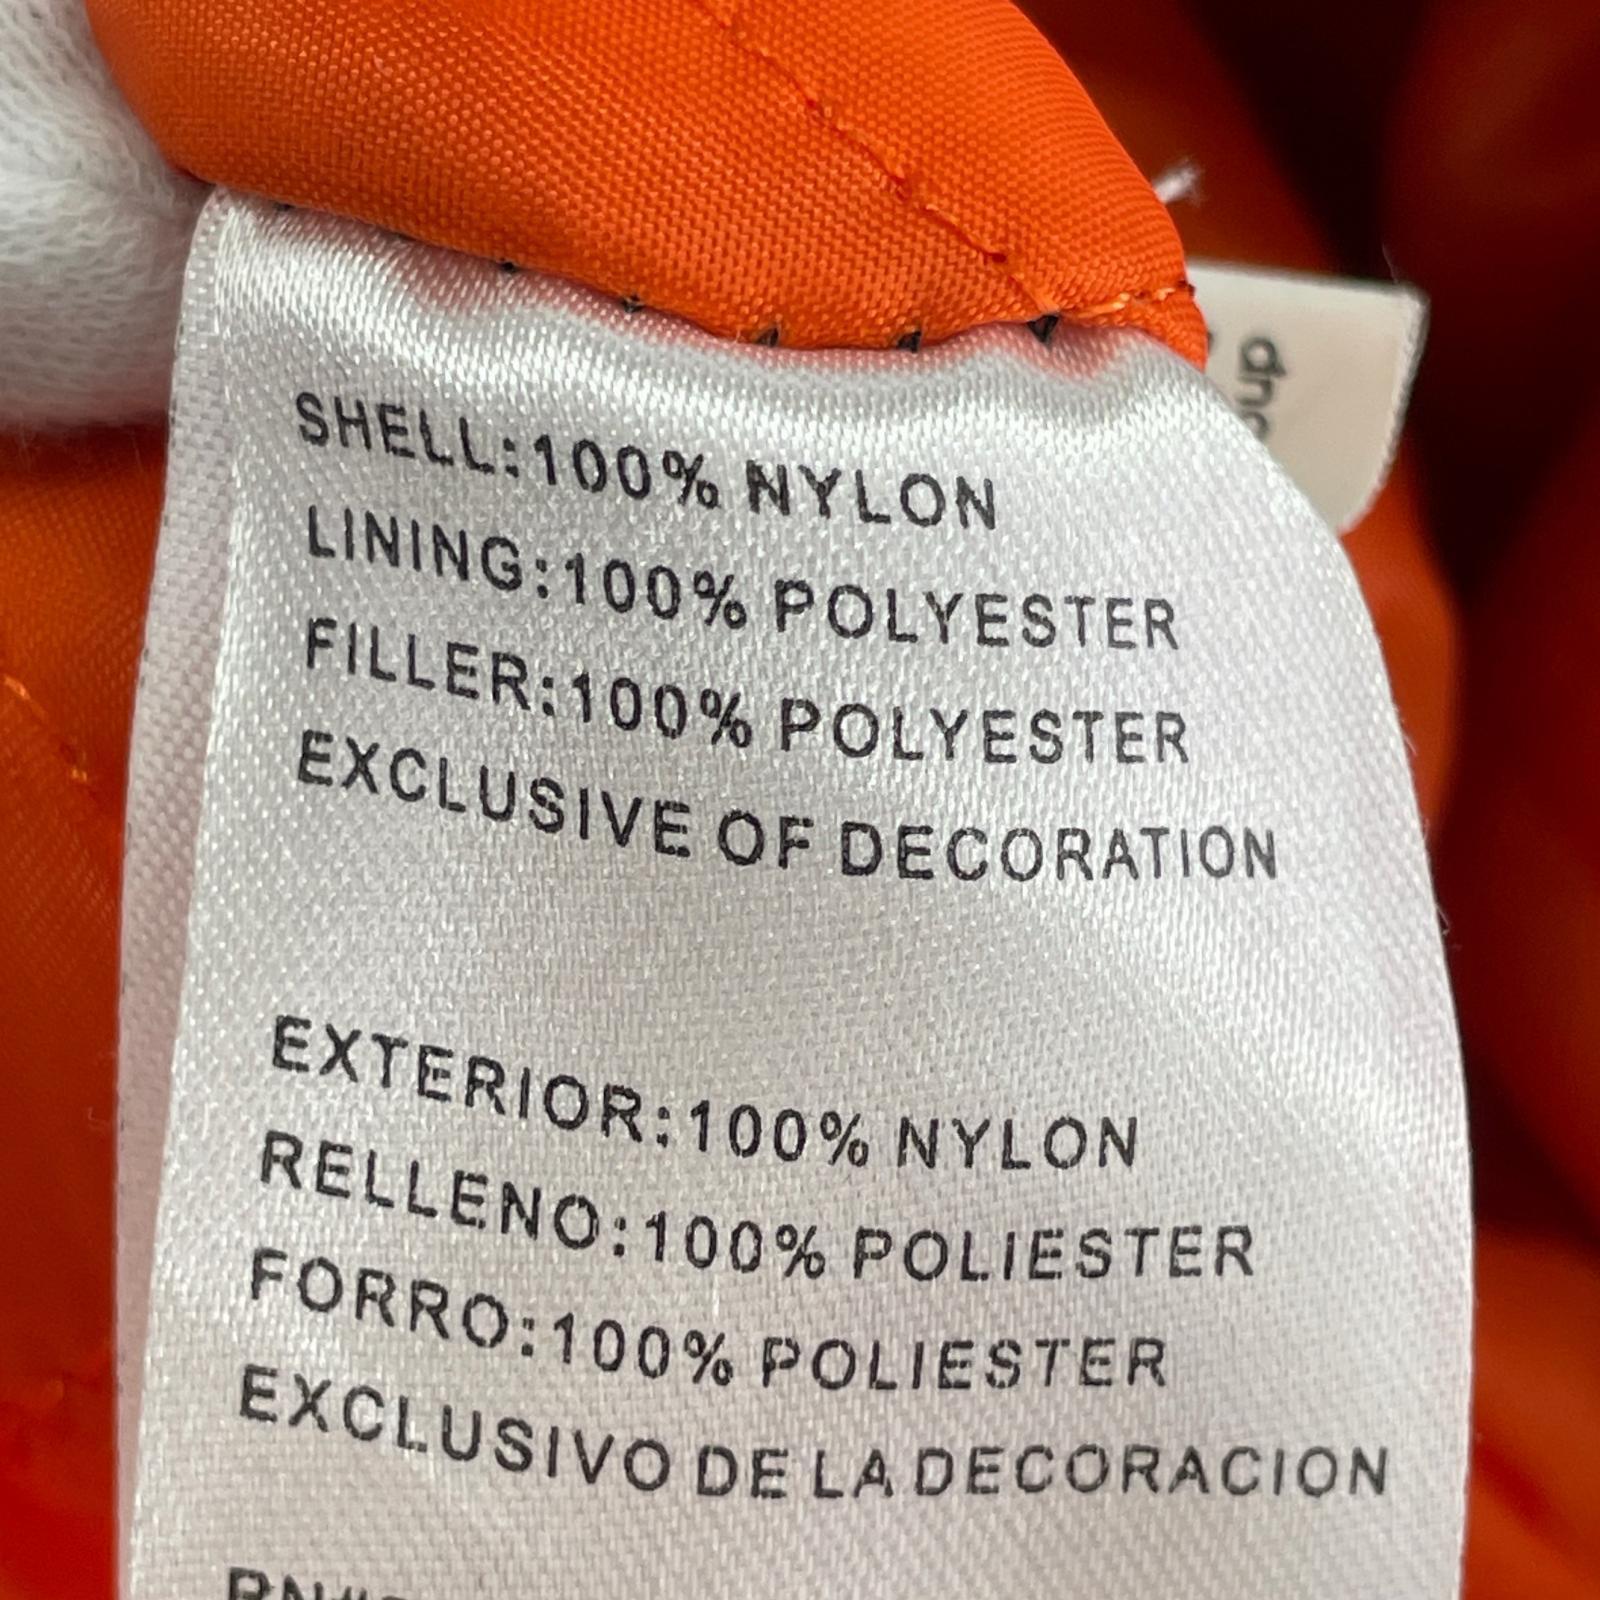 SHELL:100% NYLON
LINING:100% POLYESTER
FILLER:100% POLYESTER
EXCLUSIVE OF DECORATION
EXTERIOR:100% NYLON
RELLENO:100% POLIESTER
FORRO:100% POLIESTER
EXCLUSIVO DE LA DECORACION